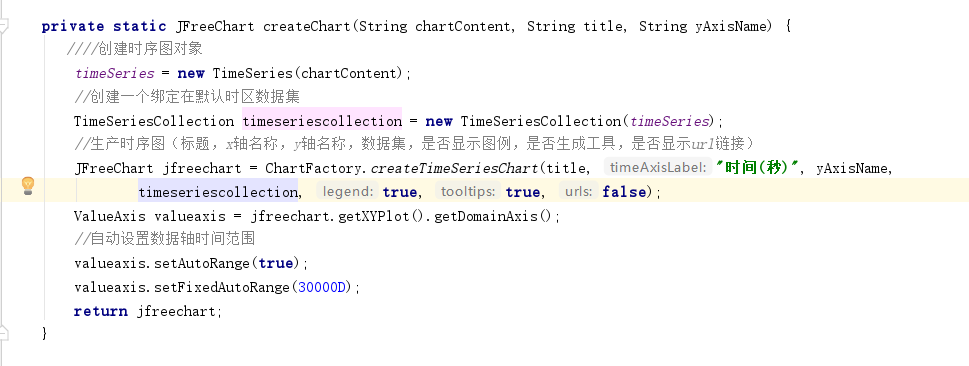 private static JFreeChart createChart(String chartContent, String title, String yAxisName) {
////创建时序图对象
timeSeries = new TimeSeries(chartContent);
//创建一个绑定在默认时区数据集
TimeSeriesCollection timeseriescollection = new TimeSeriesCollection(timeSeries);
//生产时序图（标题，x轴名称，y轴名称，数据集，是否显示图例，是否生成工具，是否显示url链接）
JFreeChart jfreechart = ChartFactory.createTimeSeriesChart(title, timeAxisLabel: "时间(秒)", yAxisName,
timeseriescollection, legend: true, tooltips: true, urls: false);
ValueAxis valueaxis = jfreechart.getXYPlot().getDomainAxis();
//自动设置数据轴时间范围
valueaxis.setAutoRange(true);
valueaxis.setFixedAutoRange(30000D);
return jfreechart;
}